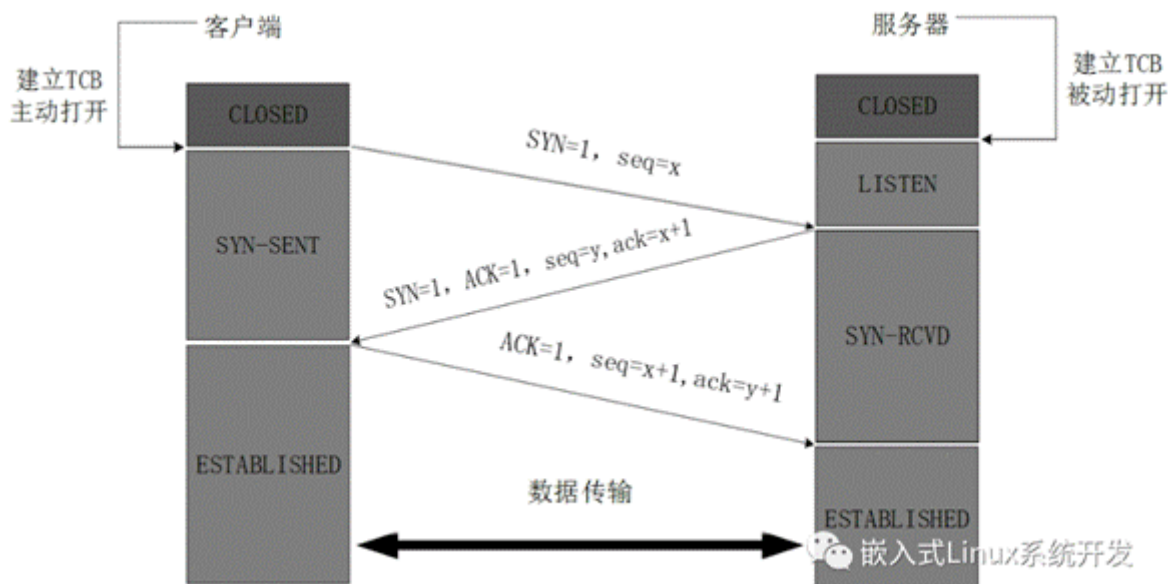 客户端
服务器
建立TCB
主动打开
建立TCB
被动打开
CLOSED
CLOSED
SYN=1, seq=x
LISTEN
SYN-SENT
SYN=1, ACK=1, seq=y,ack=x+1
SYN-RCVD
ACK=1, seq=x+1,ack=y+1
ESTABLISHED
数据传输
ESTABLISHED
嵌入式Linux系统开发